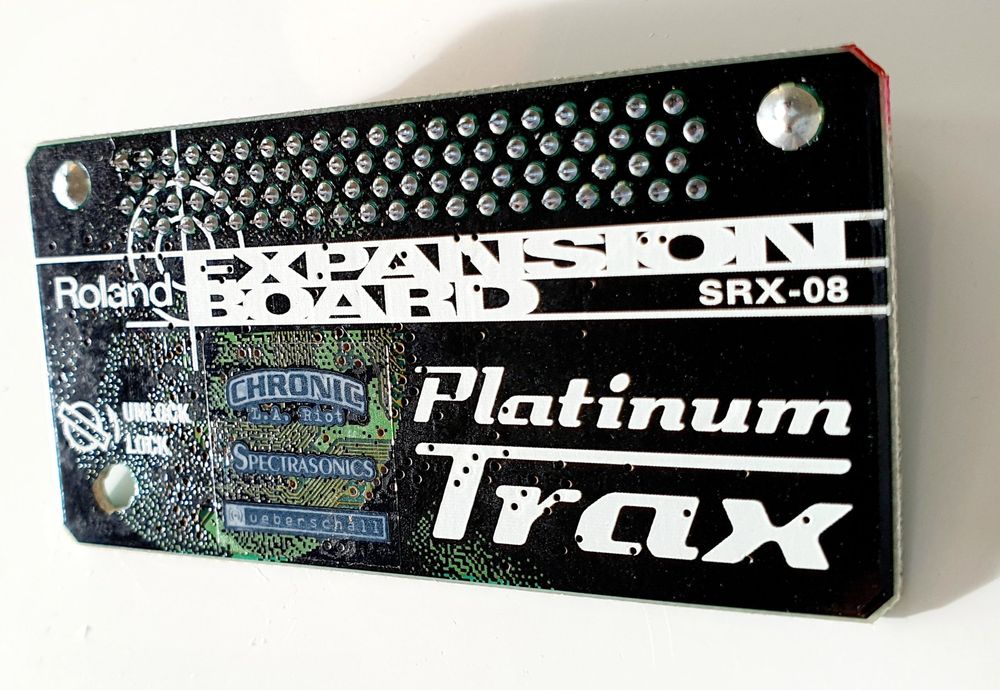 EXPANSION
Roland BOARD SRX-08
UNLOCK
LOCK
CHRONIC
L.A. Riot
SPECTRASONICS
ueberschall
Platinum
Trax